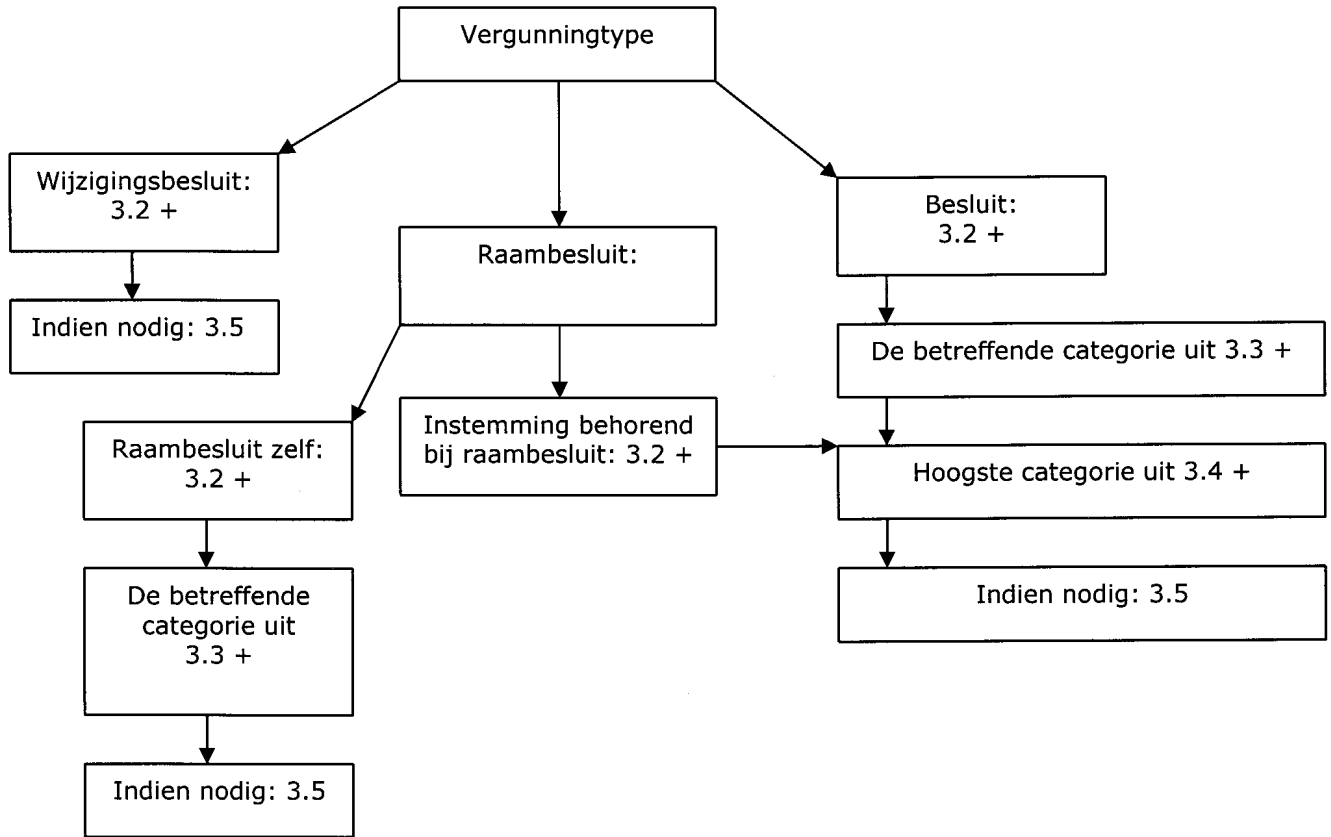 Vergunningtype
Wijzigingsbesluit:
3.2 +
Indien nodig: 3.5
Raambesluit:
Raambesluit zelf:
3.2 +
De betreffende
categorie uit
3.3 +
Indien nodig: 3.5
Instemming behorend
bij raambesluit: 3.2 +
Besluit:
3.2 +
De betreffende categorie uit 3.3 +
Hoogste categorie uit 3.4 +
Indien nodig: 3.5